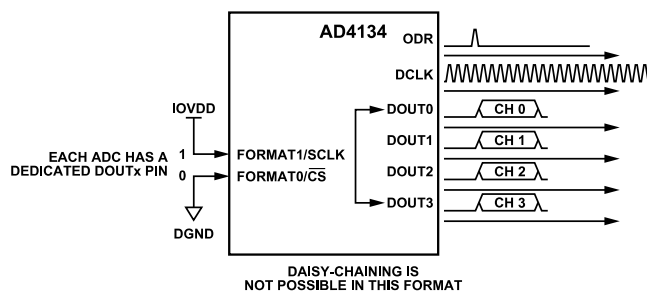 AD4134
ODR
DCLK
IOVDD
DOUT0
CH 0
EACH ADC HAS A
DEDICATED DOUTx PIN
1
FORMAT1/SCLK
DOUT1
CH 1
0
FORMAT0/CS
DOUT2
CH 2
DGND
DOUT3
CH 3
DAISY-CHAINING IS
NOT POSSIBLE IN THIS FORMAT